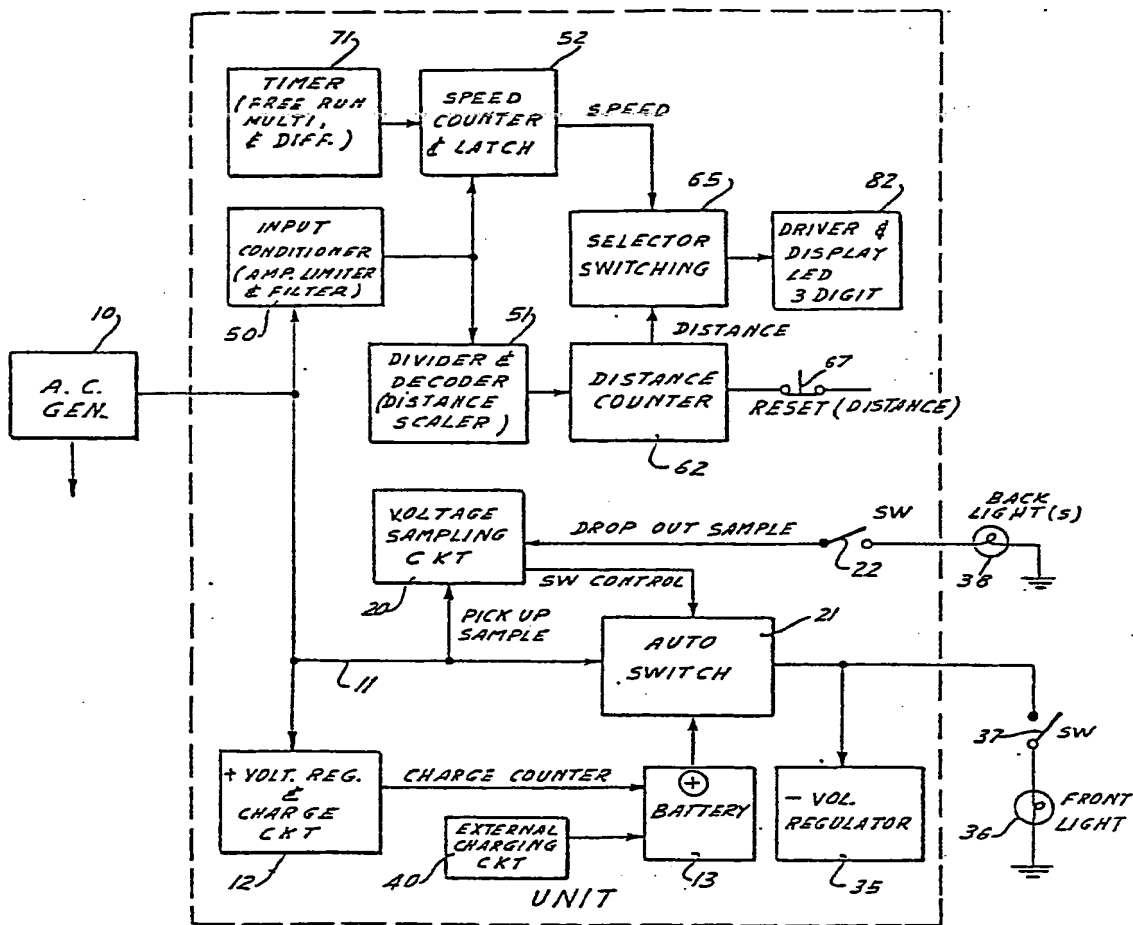 71
TIMER
(FREE RUN
MULTI,
& DIFF.)
52
SPEED
COUNTER
& LATCH
SPEED
65
SELECTOR
SWITCHING
82
DRIVER &
DISPLAY
LED
3 DIGIT
INPUT
CONDITIONER
(AMP. LIMITER
& FILTER)
50
10
A.C.
GEN.
51
DIVIDER &
DECODER
(DISTANCE
SCALER)
DISTANCE
DISTANCE
COUNTER
62
67
RESET (DISTANCE)
VOLTAGE
SAMPLING
CKT
20
DROP OUT SAMPLE
SW
22
BACK
LIGHT(S)
38
SW CONTROL
PICK UP
SAMPLE
21
AUTO
SWITCH
11
37
SW
+ VOLT. REG.
&
CHARGE
CKT
12
CHARGE COUNTER
+
BATTERY
13
EXTERNAL
CHARGING
CKT
40
- VOL.
REGULATOR
35
36
FRONT
LIGHT
UNIT